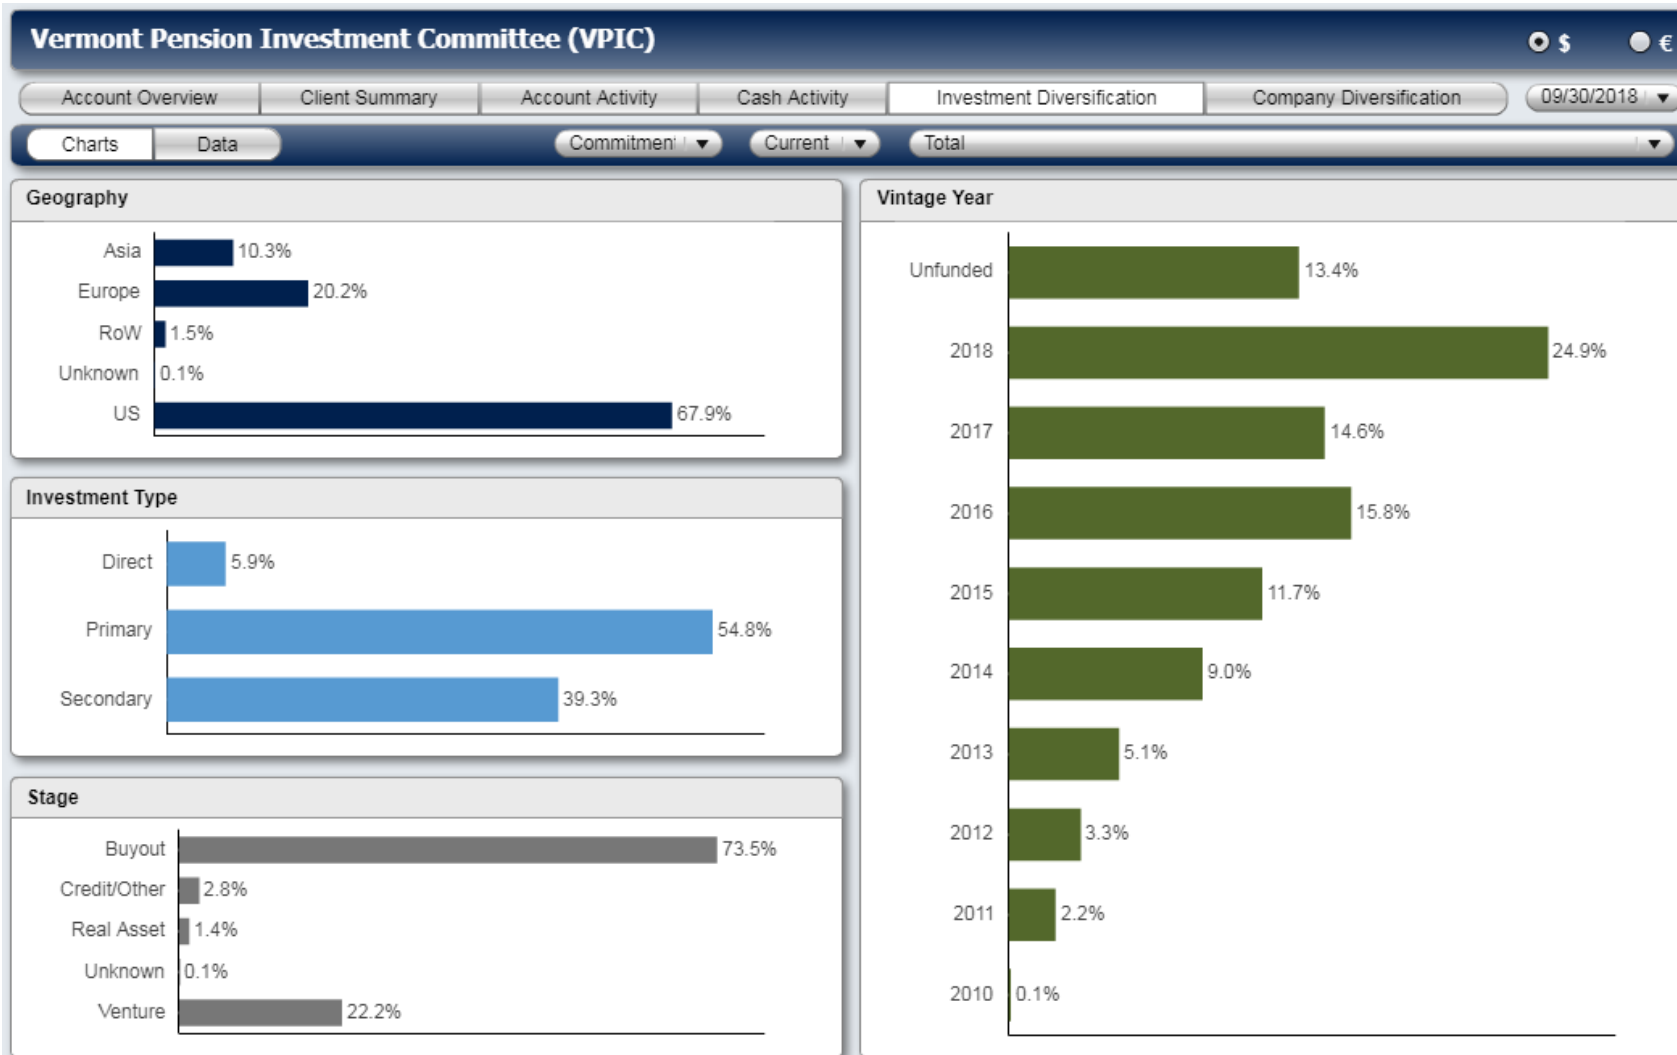 Vermont Pension Investment Committee (VPIC)
$ €
Account Overview Client Summary Account Activity Cash Activity Investment Diversification Company Diversification 09/30/2018
Charts Data Commitmen Current Total
Geography
Asia 10.3%
Europe 20.2%
RoW 1.5%
Unknown 0.1%
US 67.9%
Investment Type
Direct 5.9%
Primary 54.8%
Secondary 39.3%
Stage
Buyout 73.5%
Credit/Other 2.8%
Real Asset 1.4%
Unknown 0.1%
Venture 22.2%
Vintage Year
Unfunded 13.4%
2018 24.9%
2017 14.6%
2016 15.8%
2015 11.7%
2014 9.0%
2013 5.1%
2012 3.3%
2011 2.2%
2010 0.1%